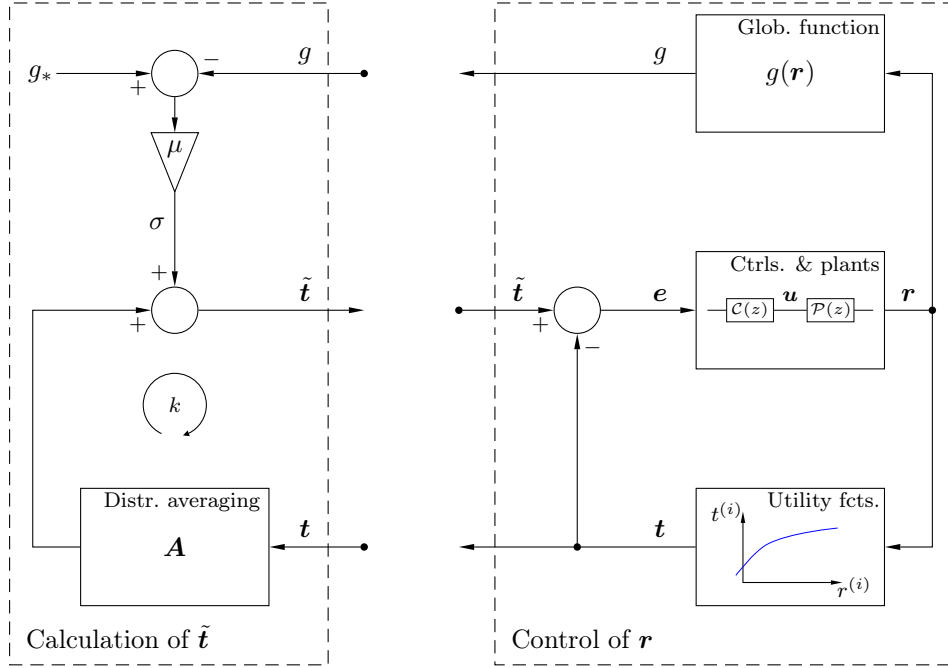 Glob. function
g
g
g(r)
g*
−
+
μ
σ
+
t̃
+
t̃
+
−
e
Ctrls. & plants
C(z)
u
P(z)
r
k
Distr. averaging
A
t
t
Utility fcts.
t⁽ⁱ⁾
r⁽ⁱ⁾
Calculation of t̃
Control of r